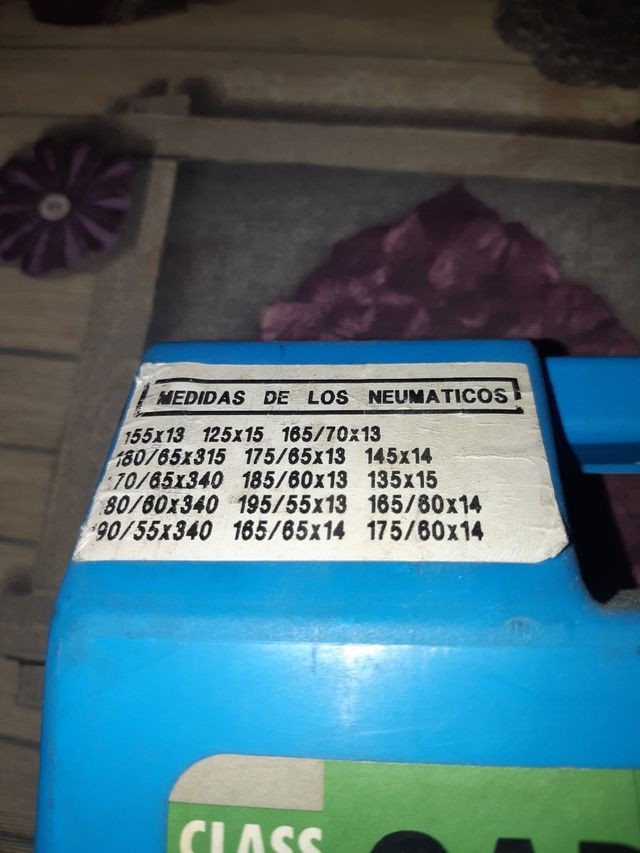 MEDIDAS DE LOS NEUMATICOS
155x13 125x15 165/70x13
160/65x315 175/65x13 145x14
70/65x340 185/60x13 135x15
80/60x340 195/55x13 165/60x14
90/55x340 165/65x14 175/60x14
CLASS